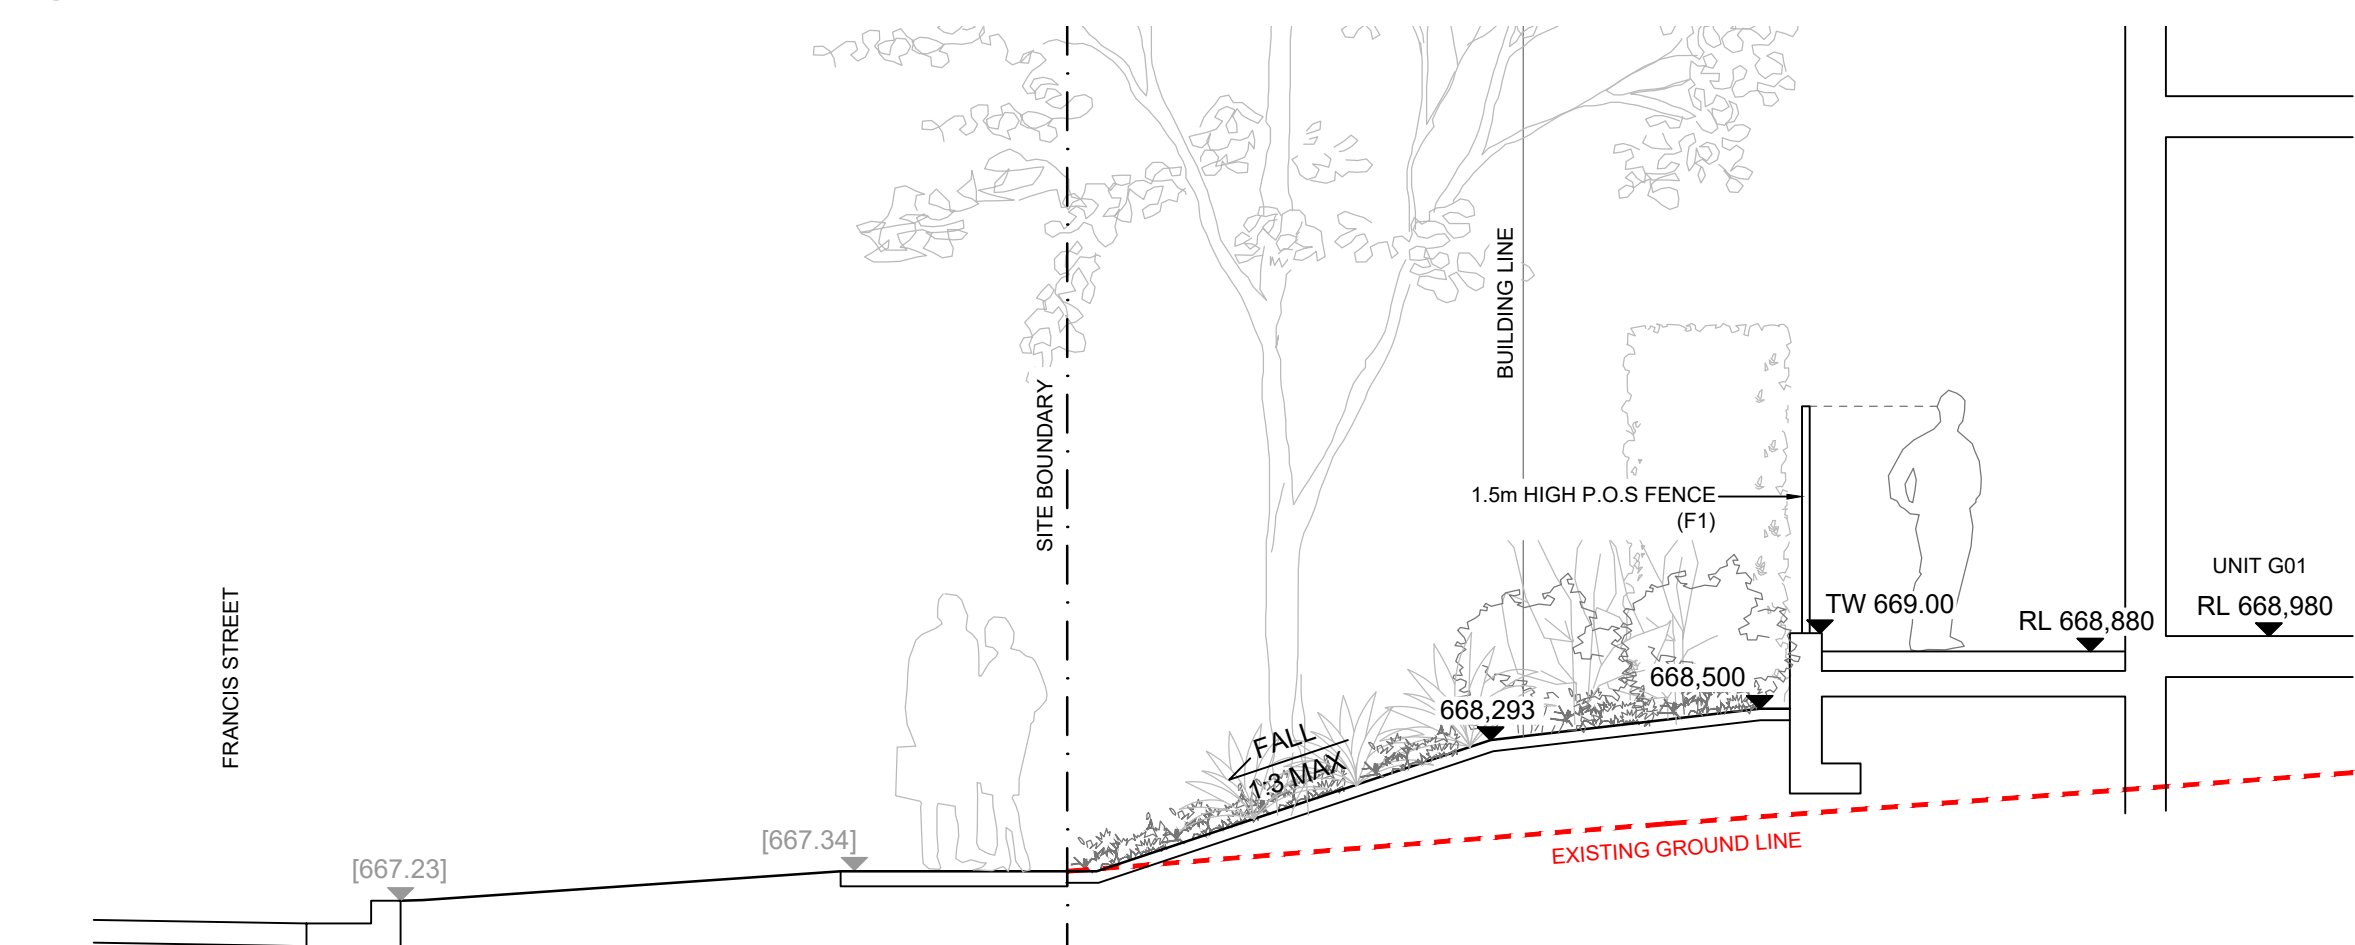 FRANCIS STREET
[667.23]
[667.34]
SITE BOUNDARY
FALL
1:3 MAX
BUILDING LINE
668,293
1.5m HIGH P.O.S FENCE
(F1)
668,500
TW 669.00
RL 668,880
UNIT G01
RL 668,980
EXISTING GROUND LINE